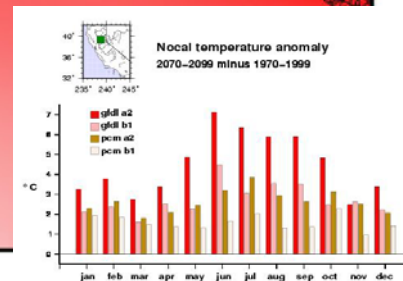 42°
36°
32°
235° 240° 245°
Nocal temperature anomaly
2070–2099 minus 1970–1999
gfdl a2
gfdl b1
pcm a2
pcm b1
7
6
5
4
3
2
1
0
°C
jan feb mar apr may jun jul aug sep oct nov dec